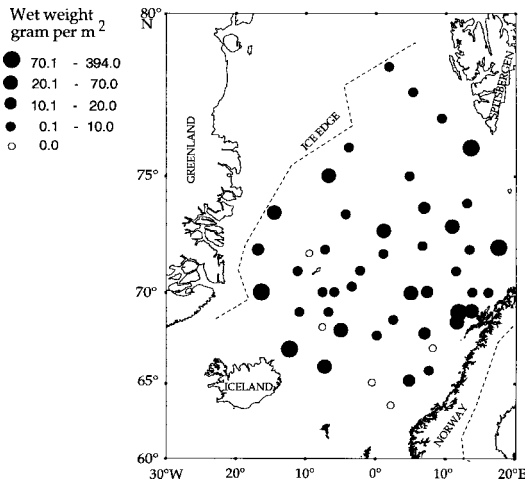 Wet weight
gram per m 2
70.1 - 394.0
20.1 - 70.0
10.1 - 20.0
0.1 - 10.0
0.0
80°
N
75°
70°
65°
60°
30°W
20°
10°
0°
10°
20°E
GREENLAND
ICE EDGE
SPITSBERGEN
ICELAND
NORWAY